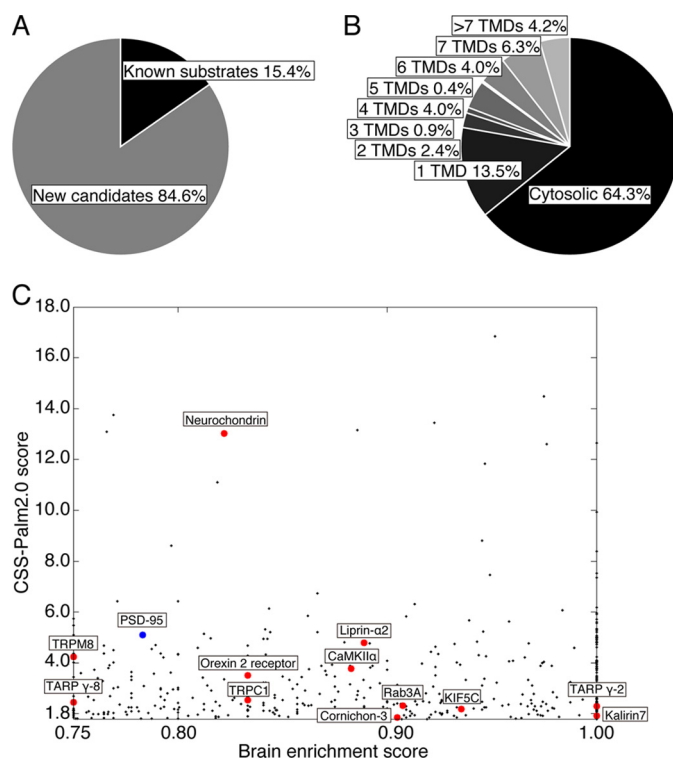 A
Known substrates 15.4%
New candidates 84.6%
B
>7 TMDs 4.2%
7 TMDs 6.3%
6 TMDs 4.0%
5 TMDs 0.4%
4 TMDs 4.0%
3 TMDs 0.9%
2 TMDs 2.4%
1 TMD 13.5%
Cytosolic 64.3%
C
CSS-Palm2.0 score
18.0
16.0
14.0
12.0
10.0
8.0
6.0
4.0
1.8
Neurochondrin
PSD-95
Liprin-α2
TRPM8
Orexin 2 receptor
CaMKIIα
TARP γ-8
TRPC1
Rab3A
KIF5C
TARP γ-2
Cornichon-3
Kalirin7
0.75
0.80
0.90
1.00
Brain enrichment score